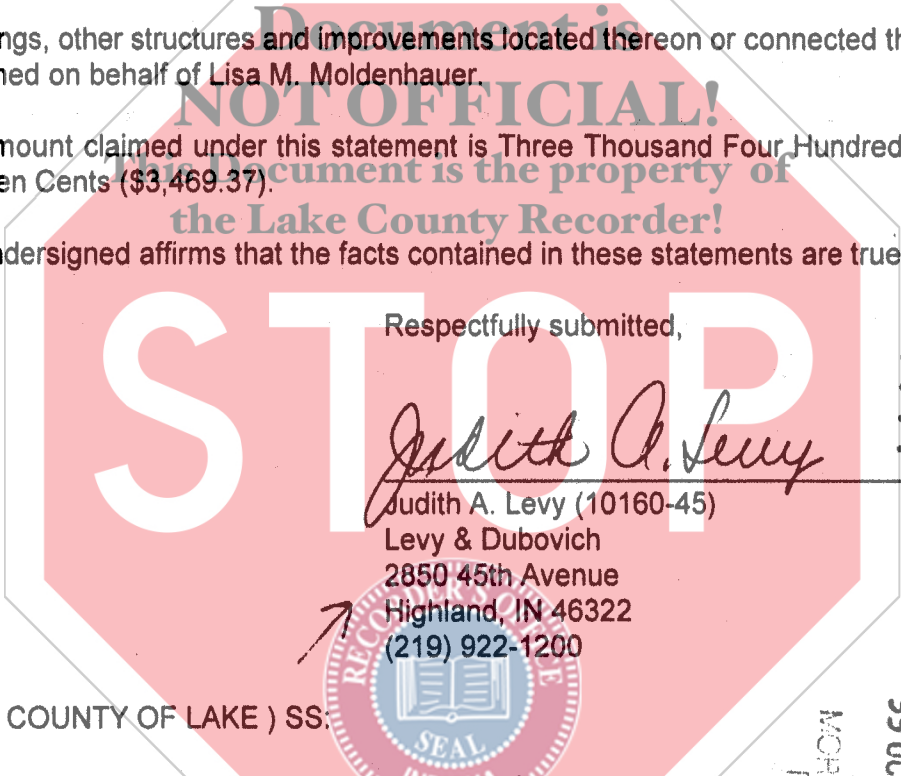 Document is
ngs, other structures and improvements located thereon or connected th
ned on behalf of Lisa M. Moldenhauer.
NOT OFFICIAL!
mount claimed under this statement is Three Thousand Four Hundred
This Document is the property of
en Cents ($3,469.37).
the Lake County Recorder!
ndersigned affirms that the facts contained in these statements are true
STOP
Respectfully submitted,
Judith A. Levy
Judith A. Levy (10160-45)
Levy & Dubovich
2850 45th Avenue
Highland, IN 46322
(219) 922-1200
RECORDER'S OFFICE
SEAL
COUNTY OF LAKE ) SS:
MOR